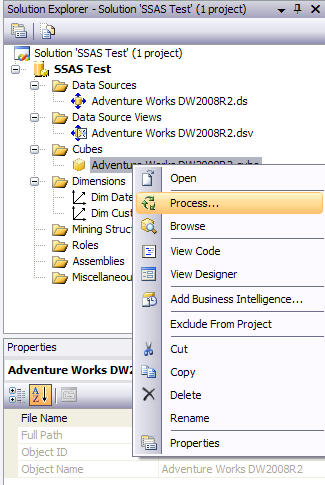 Solution Explorer - Solution 'SSAS Test' (1 project)
Solution 'SSAS Test' (1 project)
SSAS Test
Data Sources
Adventure Works DW2008R2.ds
Data Source Views
Adventure Works DW2008R2.dsv
Cubes
Adventure Works DW2008R2.cube
Dimensions
Dim Date
Dim Cust
Mining Struct
Roles
Assemblies
Miscellaneou
Open
Process...
Browse
View Code
View Designer
Add Business Intelligence...
Exclude From Project
Cut
Copy
Delete
Rename
Properties
Properties
Adventure Works DW2
File Name
Full Path
Object ID
Object Name Adventure Works DW2008R2